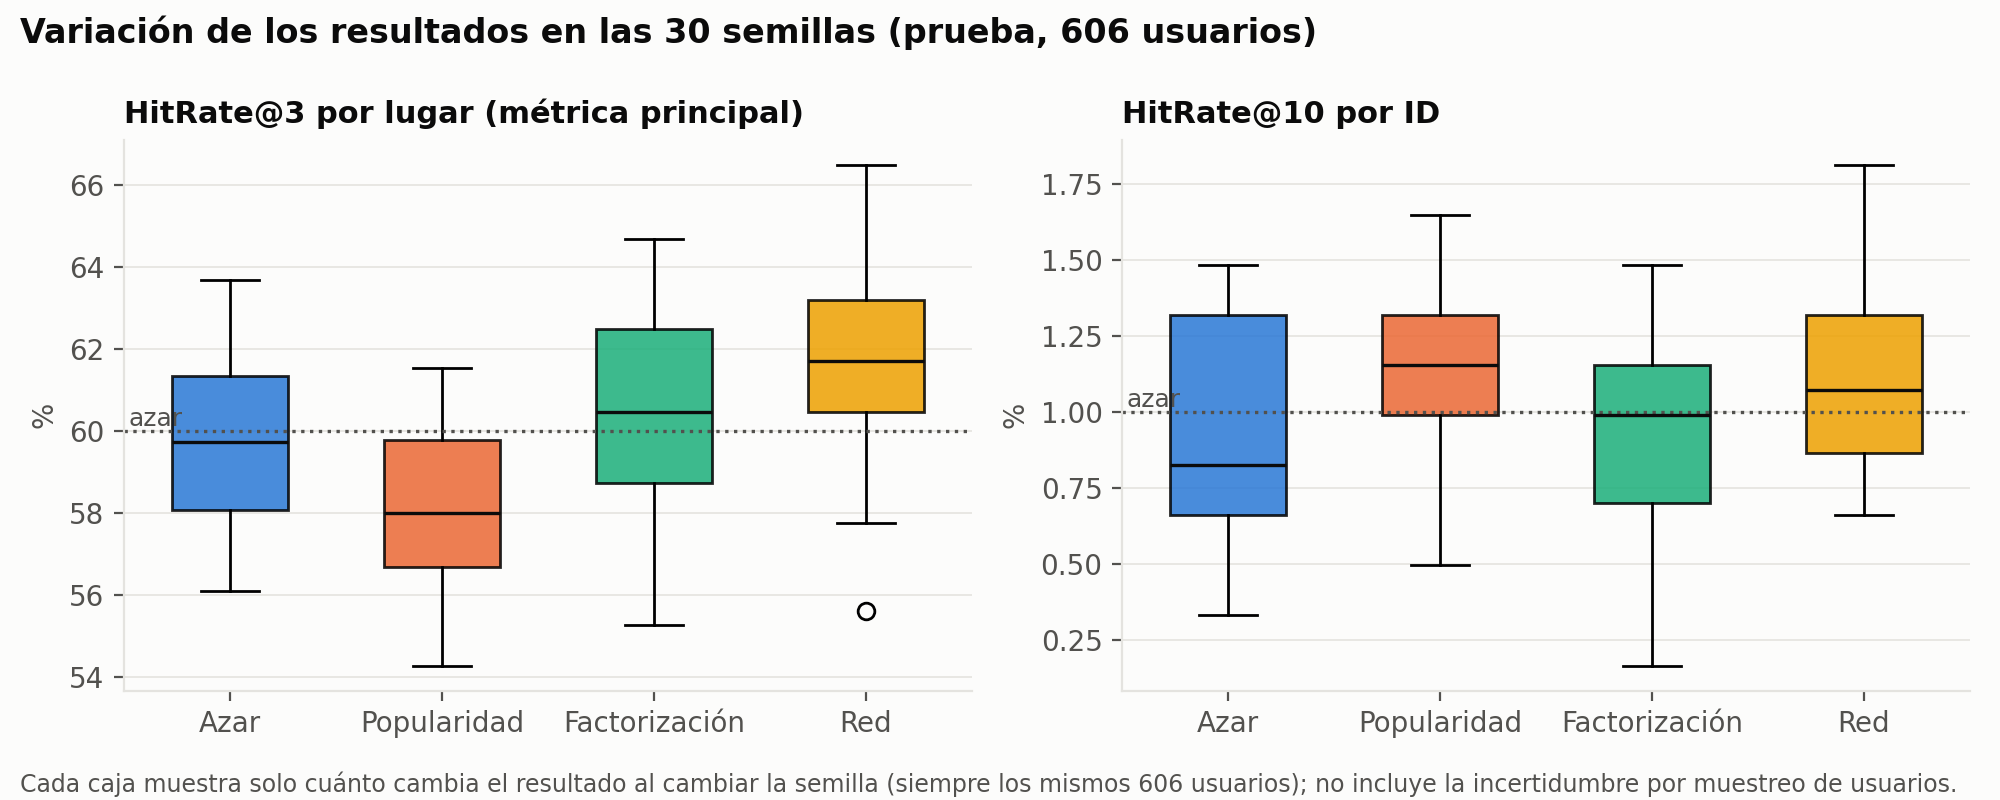 Variación de los resultados en las 30 semillas (prueba, 606 usuarios)
HitRate@3 por lugar (métrica principal)
%
66
64
62
60
58
56
54
azar
Azar
Popularidad
Factorización
Red
HitRate@10 por ID
%
1.75
1.50
1.25
1.00
0.75
0.50
0.25
azar
Azar
Popularidad
Factorización
Red
Cada caja muestra solo cuánto cambia el resultado al cambiar la semilla (siempre los mismos 606 usuarios); no incluye la incertidumbre por muestreo de usuarios.